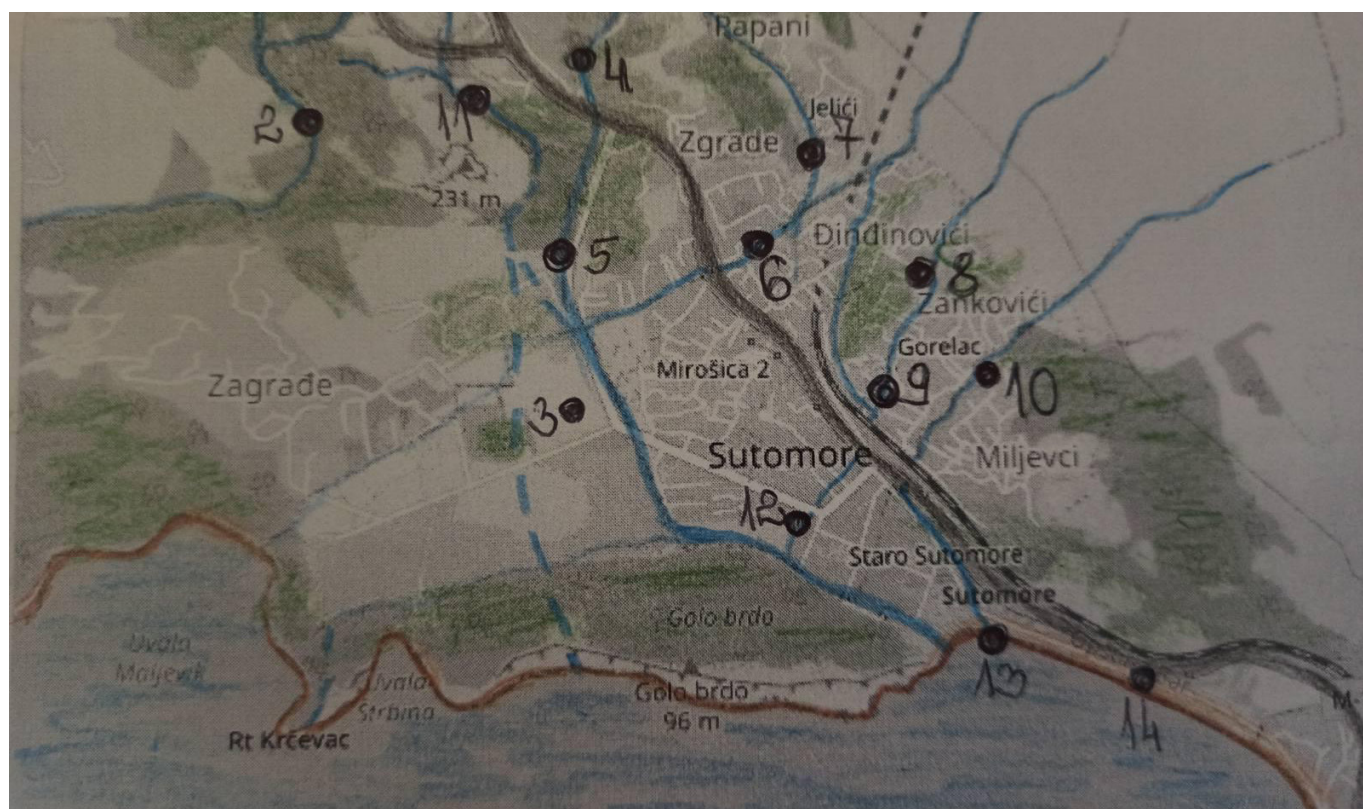 Rapani
4
2
11
Jelići
7
Zgrade
231 m
5
6
Đinđinovići
8
Zankovići
Gorelac
9
10
Mirošica 2
Zagrađe
3
Sutomore
Miljevci
12
Staro Sutomore
Sutomore
Golo brdo
Uvala
Maljevik
Uvala
Strbina
Golo brdo
96 m
Rt Krčevac
13
14
M-